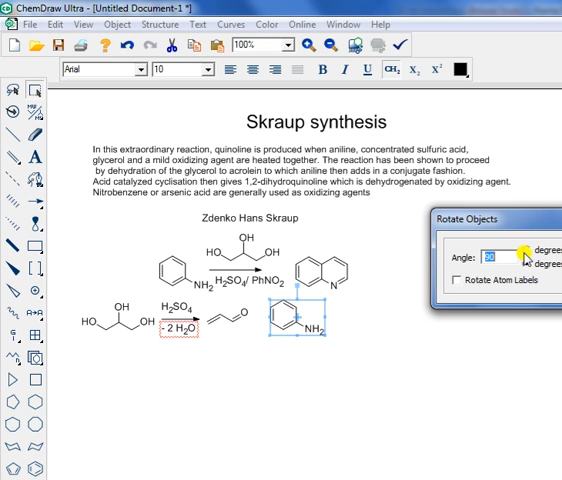 ChemDraw Ultra - [Untitled Document-1 *]
File Edit View Object Structure Text Curves Color Online Window Help
100%
Arial 10 B I U CH2 X2 X2
Skraup synthesis
In this extraordinary reaction, quinoline is produced when aniline, concentrated sulfuric acid,
glycerol and a mild oxidizing agent are heated together. The reaction has been shown to proceed
by dehydration of the glycerol to acrolein to which aniline then adds in a conjugate fashion.
Acid catalyzed cyclisation then gives 1,2-dihydroquinoline which is dehydrogenated by oxidizing agent.
Nitrobenzene or arsenic acid are generally used as oxidizing agents
Zdenko Hans Skraup
Rotate Objects
degrees
Angle: 90
degrees
Rotate Atom Labels
OH
HO OH
NH2 H2SO4/ PhNO2 N
OH H2SO4 O
HO OH - 2 H2O NH2
A